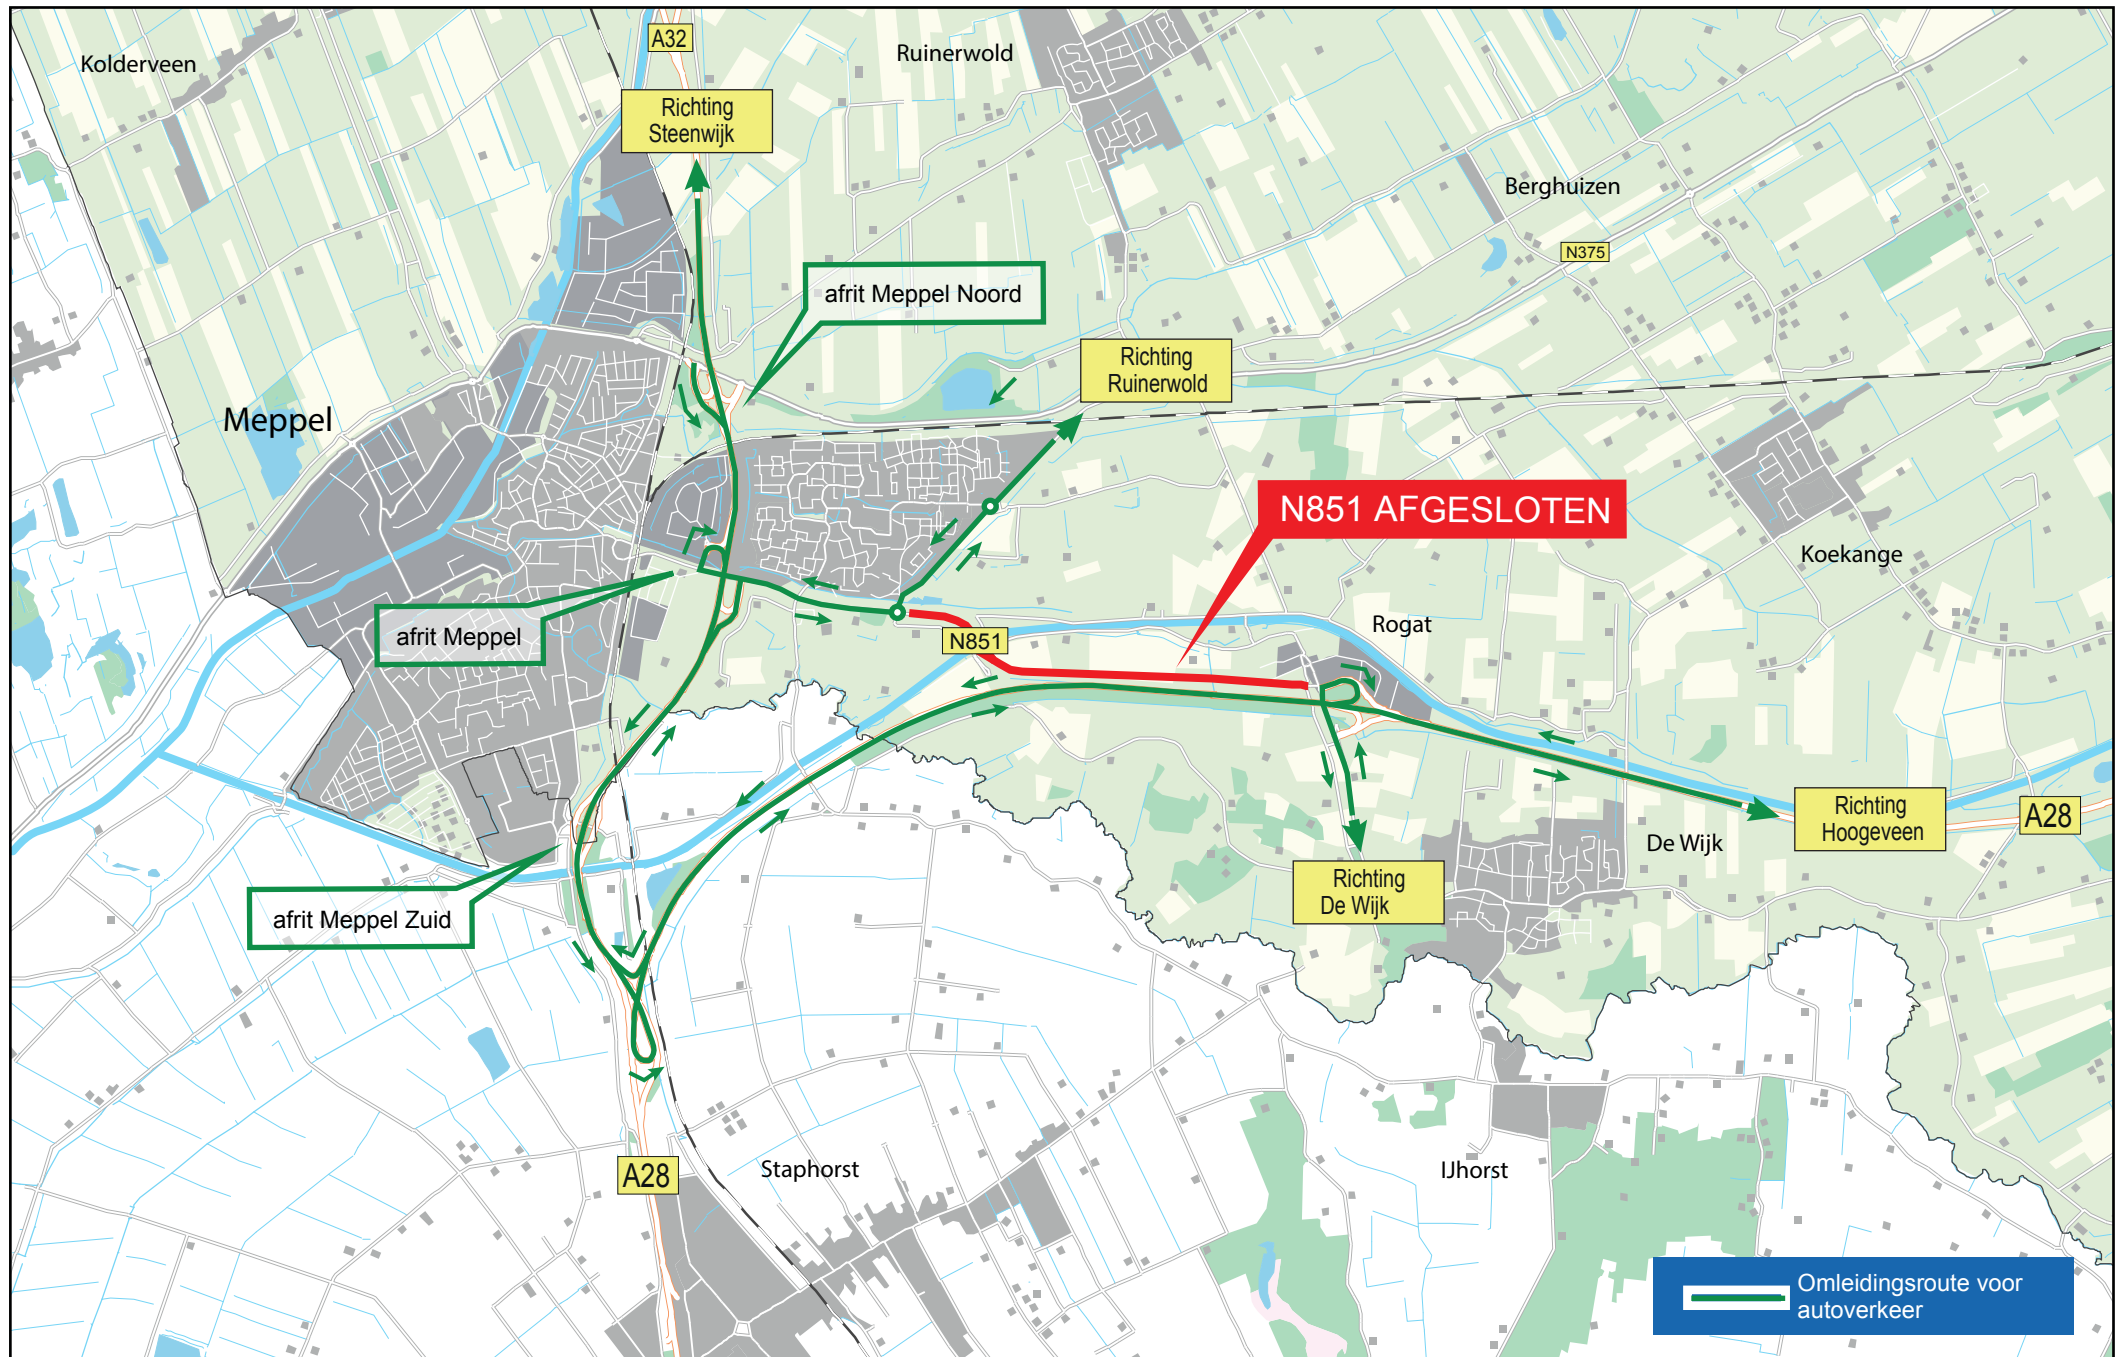 A32
Kolderveen
Ruinerwold
Richting
Steenwijk
Berghuizen
N375
afrit Meppel Noord
Richting
Ruinerwold
Meppel
N851 AFGESLOTEN
Koekange
afrit Meppel
N851
Rogat
Richting
Hoogeveen
A28
De Wijk
Richting
De Wijk
afrit Meppel Zuid
A28
Staphorst
IJhorst
Omleidingsroute voor
autoverkeer